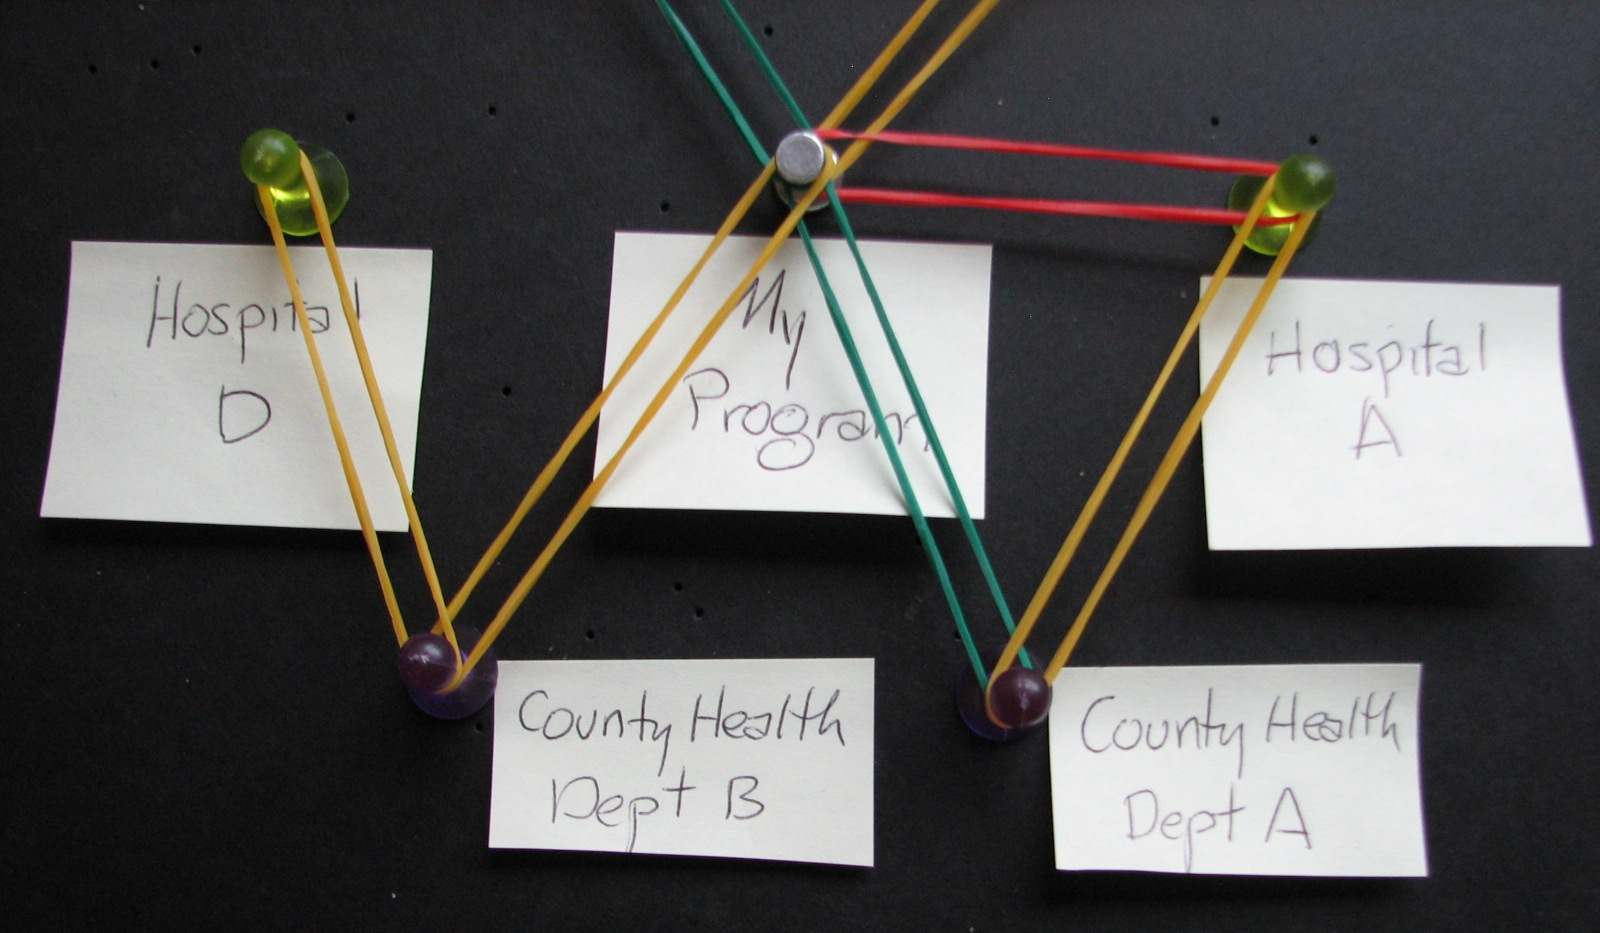 Hospital
D
My
Program
Hospital
A
County Health
Dept B
County Health
Dept A